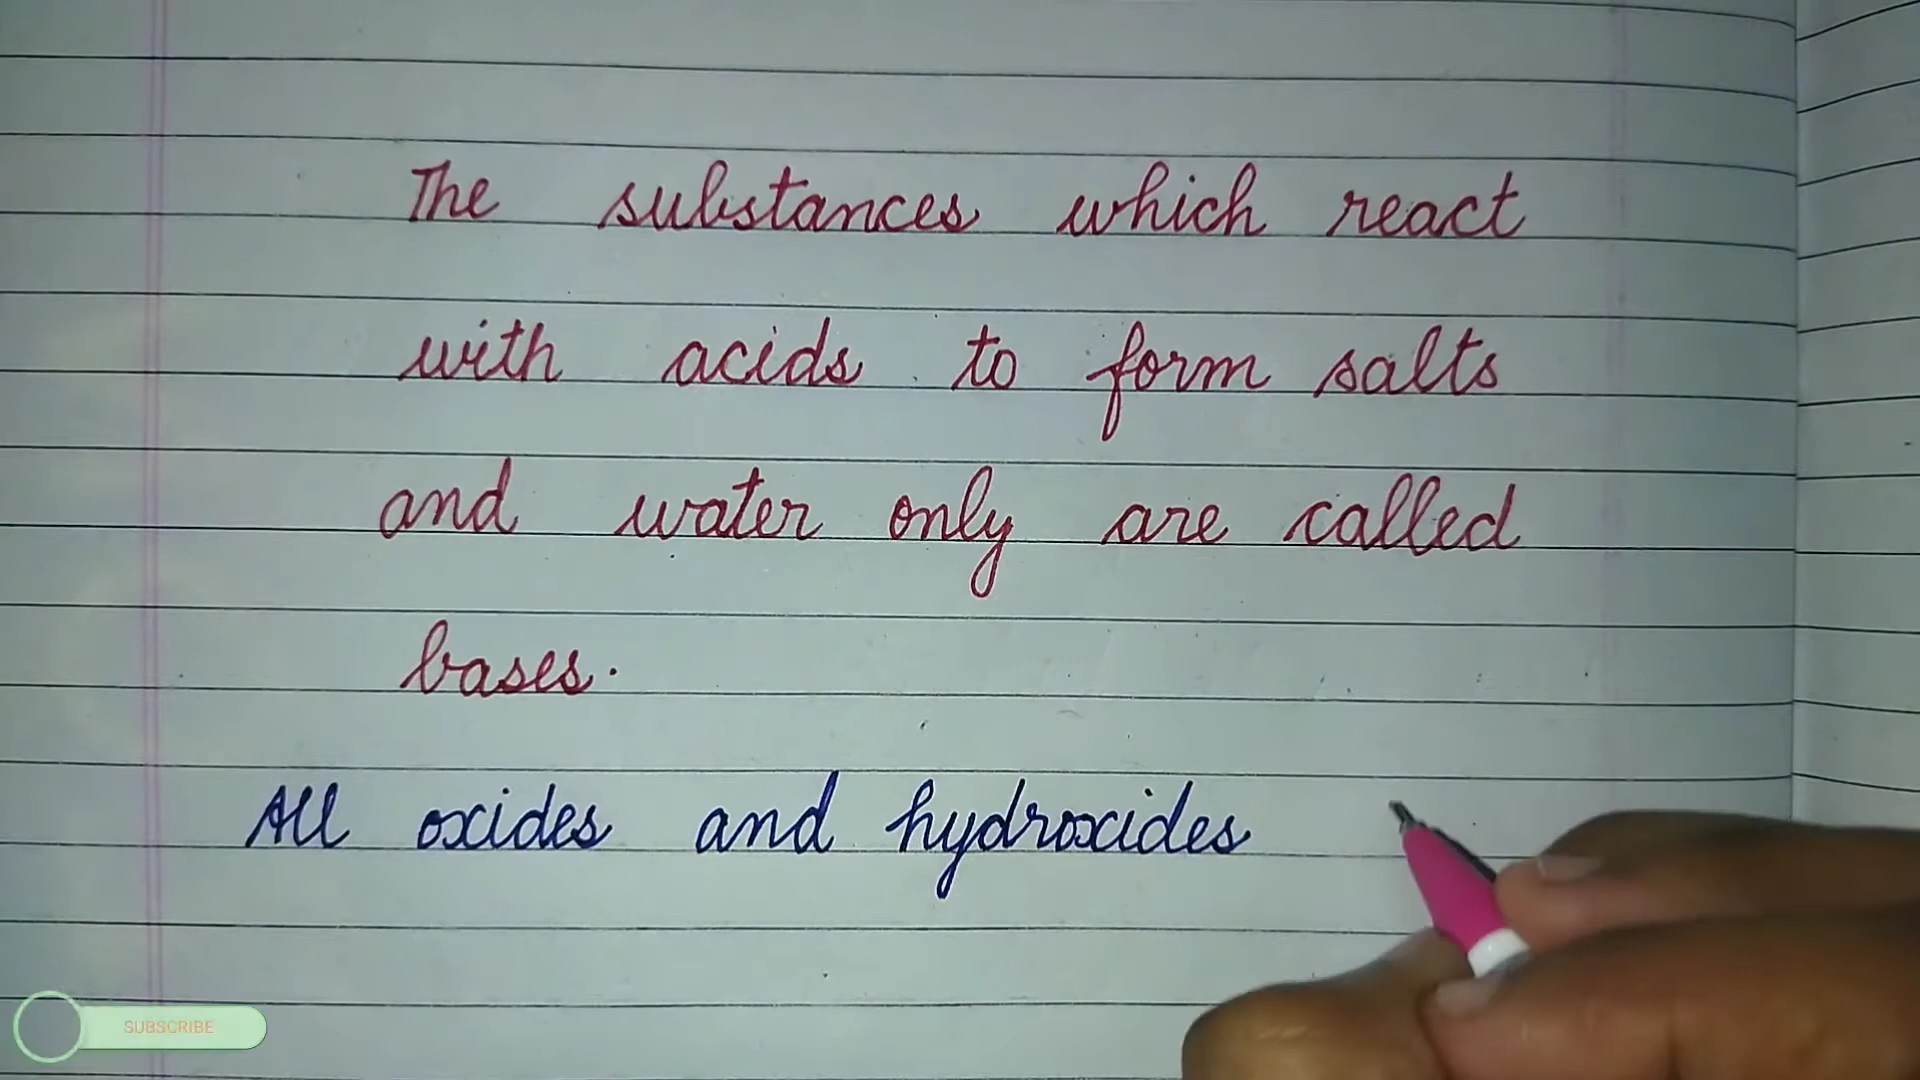 The substances which react
with acids to form salts
and water only are called
bases.
All oxides and hydroxides
SUBSCRIBE